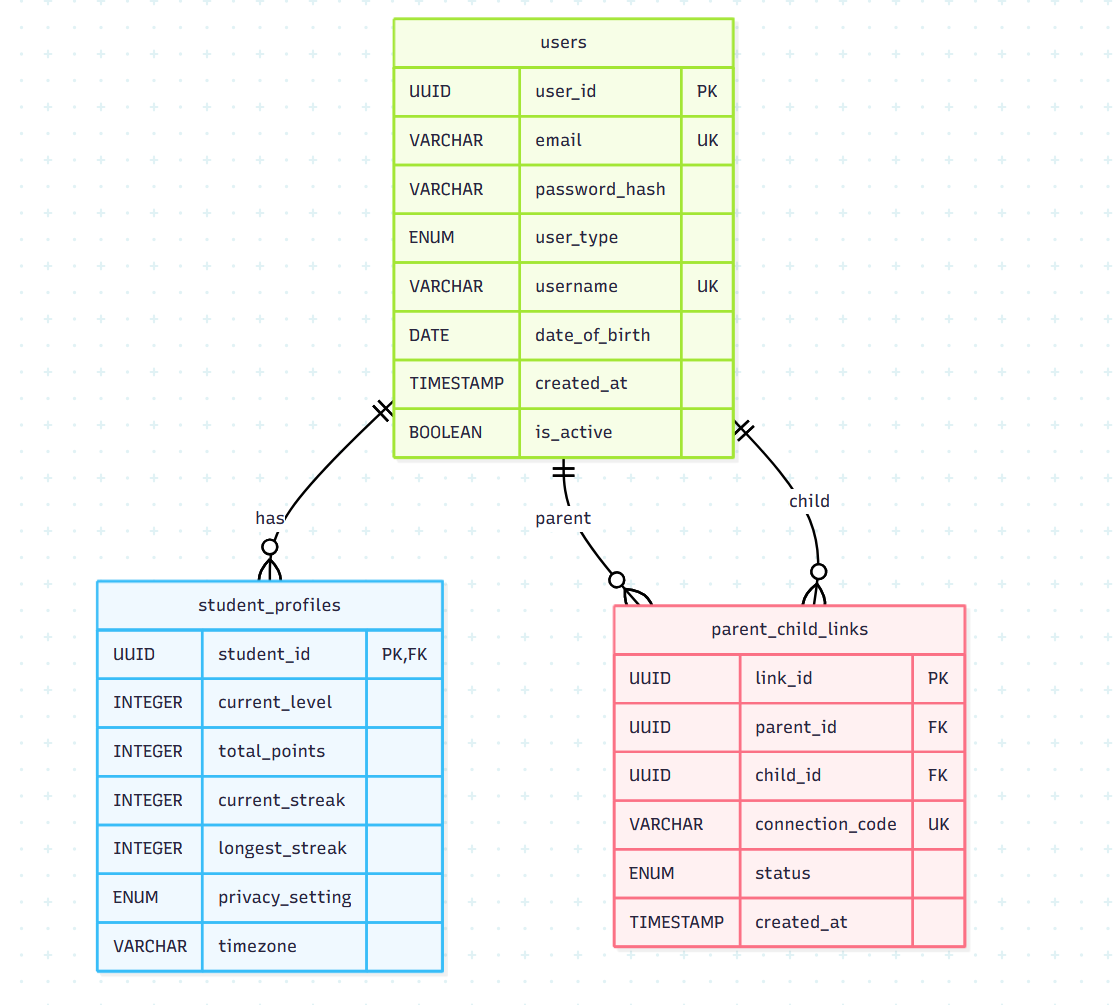 users
UUID user_id PK
VARCHAR email UK
VARCHAR password_hash
ENUM user_type
VARCHAR username UK
DATE date_of_birth
TIMESTAMP created_at
BOOLEAN is_active
has
parent
child
student_profiles
UUID student_id PK,FK
INTEGER current_level
INTEGER total_points
INTEGER current_streak
INTEGER longest_streak
ENUM privacy_setting
VARCHAR timezone
parent_child_links
UUID link_id PK
UUID parent_id FK
UUID child_id FK
VARCHAR connection_code UK
ENUM status
TIMESTAMP created_at